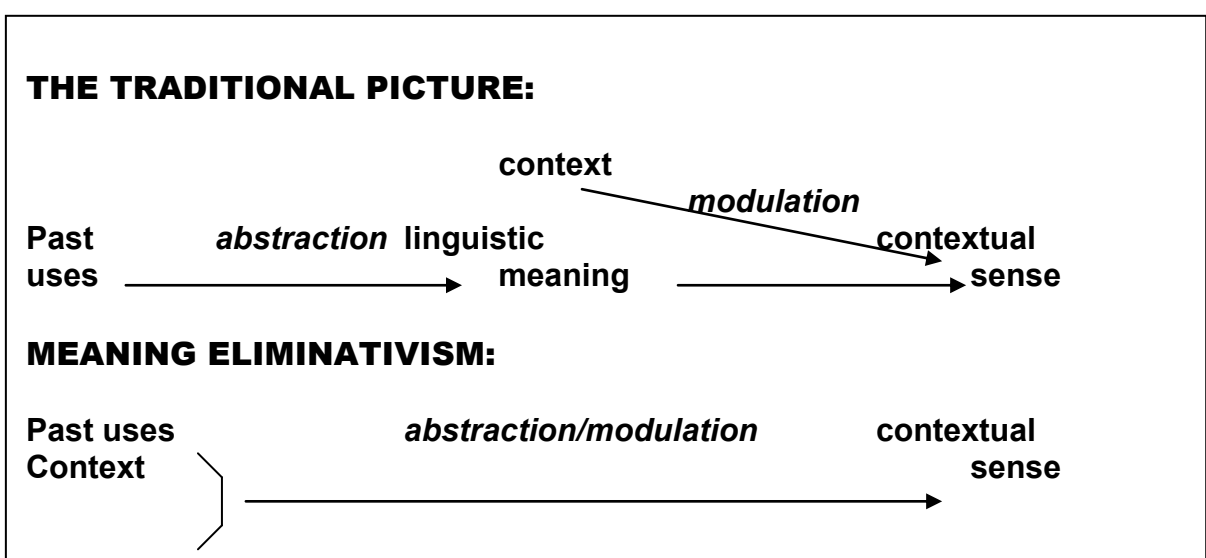 THE TRADITIONAL PICTURE:
context
modulation
Past abstraction linguistic contextual
uses meaning sense
MEANING ELIMINATIVISM:
Past uses abstraction/modulation contextual
Context sense